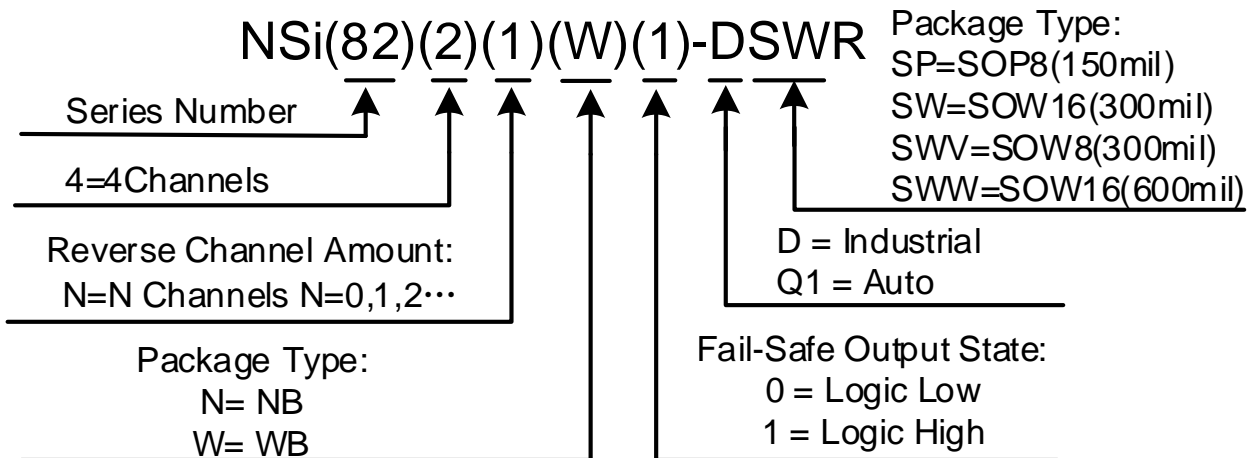 NSi(82)(2)(1)(W)(1)-DSWR
Package Type:
SP=SOP8(150mil)
SW=SOW16(300mil)
SWV=SOW8(300mil)
SWW=SOW16(600mil)
Series Number
4=4Channels
Reverse Channel Amount:
N=N Channels N=0,1,2⋯
D = Industrial
Q1 = Auto
Package Type:
N= NB
W= WB
Fail-Safe Output State:
0 = Logic Low
1 = Logic High